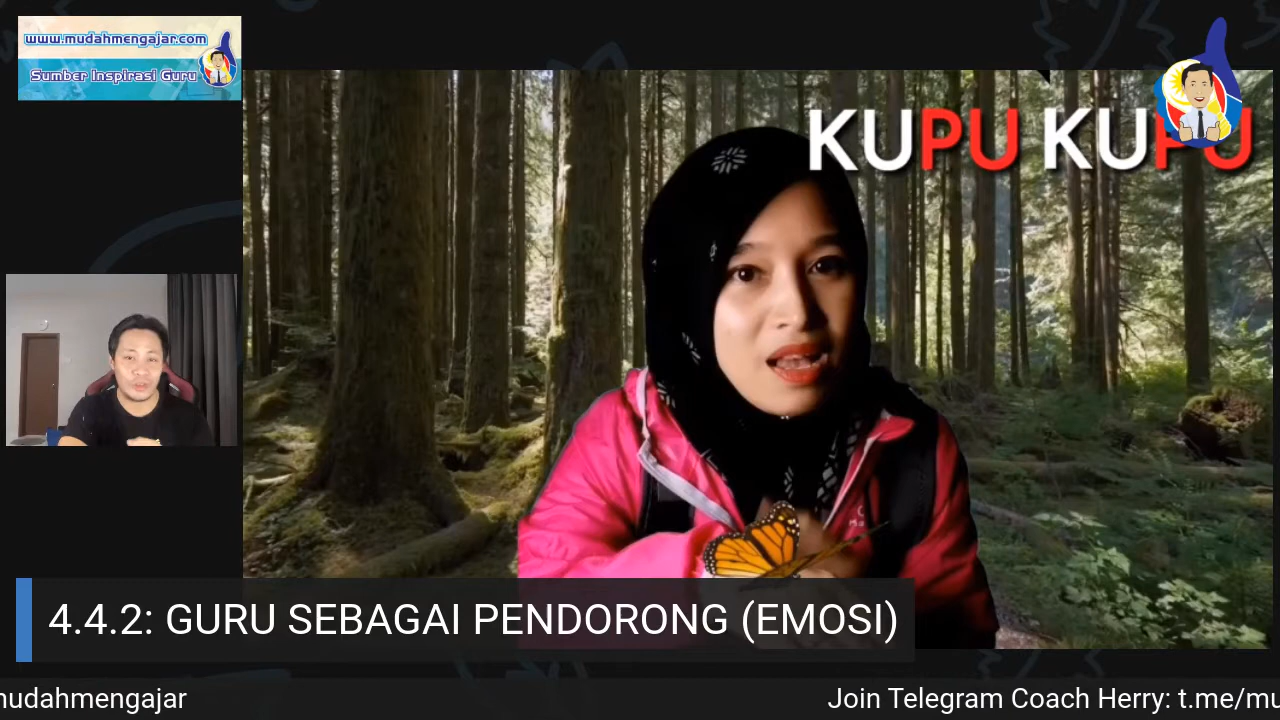 www.mudahmengajar.com
Sumber Inspirasi Guru
KUPU KUPU
4.4.2: GURU SEBAGAI PENDORONG (EMOSI)
mudahmengajar
Join Telegram Coach Herry: t.me/mu